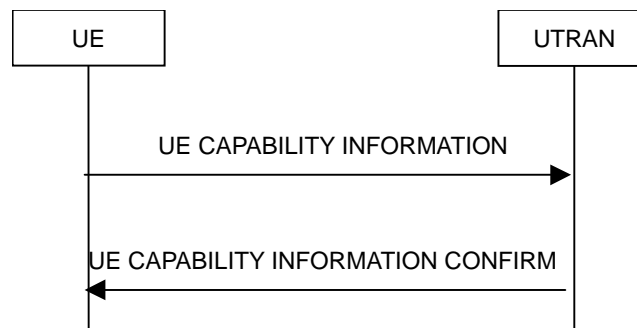 UE
UTRAN
UE CAPABILITY INFORMATION
UE CAPABILITY INFORMATION CONFIRM